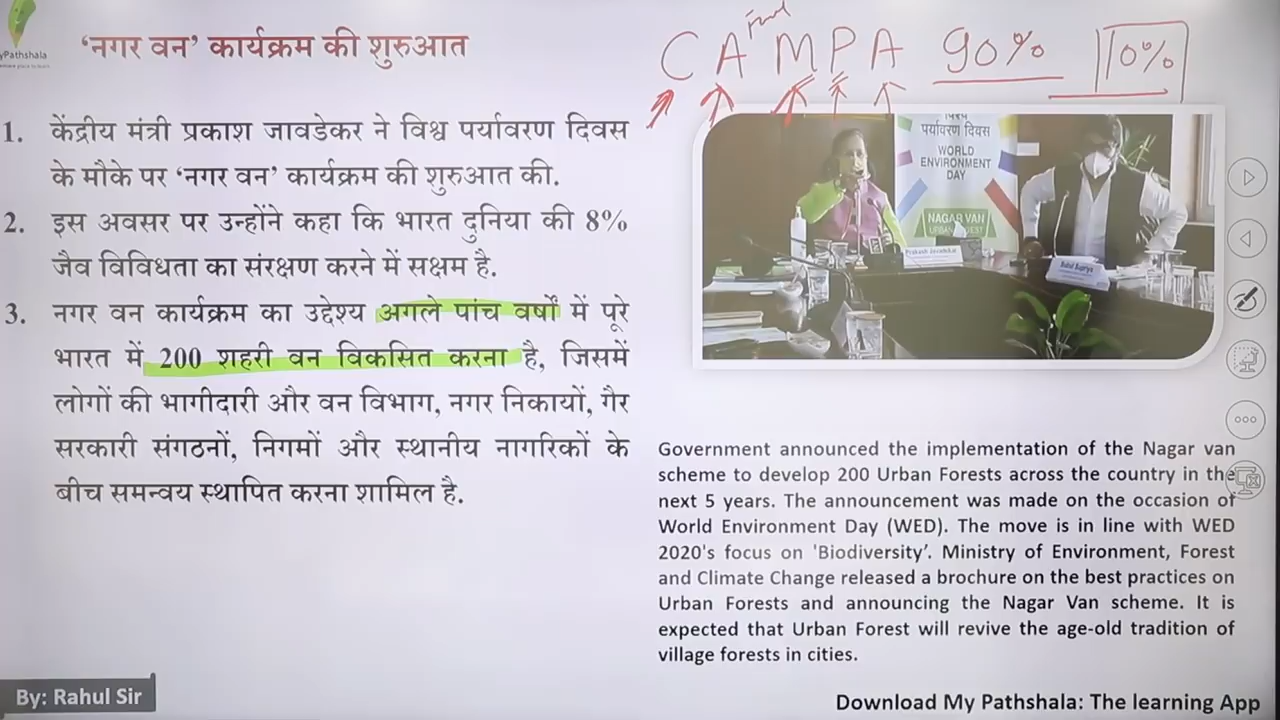 yPathshala
'नगर वन' कार्यक्रम की शुरुआत
CAMPA 90% 10%
Fund
1. केंद्रीय मंत्री प्रकाश जावडेकर ने विश्व पर्यावरण दिवस
के मौके पर 'नगर वन' कार्यक्रम की शुरुआत की.
2. इस अवसर पर उन्होंने कहा कि भारत दुनिया की 8%
जैव विविधता का संरक्षण करने में सक्षम है.
3. नगर वन कार्यक्रम का उद्देश्य अगले पांच वर्षों में पूरे
भारत में 200 शहरी वन विकसित करना है, जिसमें
लोगों की भागीदारी और वन विभाग, नगर निकायों, गैर
सरकारी संगठनों, निगमों और स्थानीय नागरिकों के
बीच समन्वय स्थापित करना शामिल है.
पर्यावरण दिवस
WORLD
ENVIRONMENT
DAY
NAGAR VAN
Prakash Javadekar
Babul Supriyo
Government announced the implementation of the Nagar van
scheme to develop 200 Urban Forests across the country in the
next 5 years. The announcement was made on the occasion of
World Environment Day (WED). The move is in line with WED
2020's focus on 'Biodiversity'. Ministry of Environment, Forest
and Climate Change released a brochure on the best practices on
Urban Forests and announcing the Nagar Van scheme. It is
expected that Urban Forest will revive the age-old tradition of
village forests in cities.
By: Rahul Sir
Download My Pathshala: The learning App